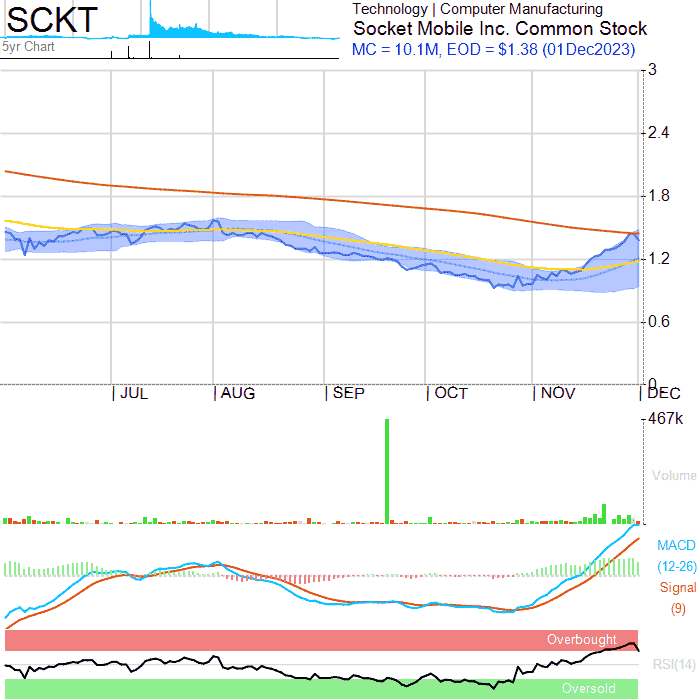 SCKT
5yr Chart
Technology | Computer Manufacturing
Socket Mobile Inc. Common Stock
MC = 10.1M, EOD = $1.38 (01Dec2023)
3
2.4
1.8
1.2
0.6
0
JUL AUG SEP OCT NOV DEC
467k
Volume
MACD
(12-26)
Signal
(9)
Overbought
RSI(14)
Oversold